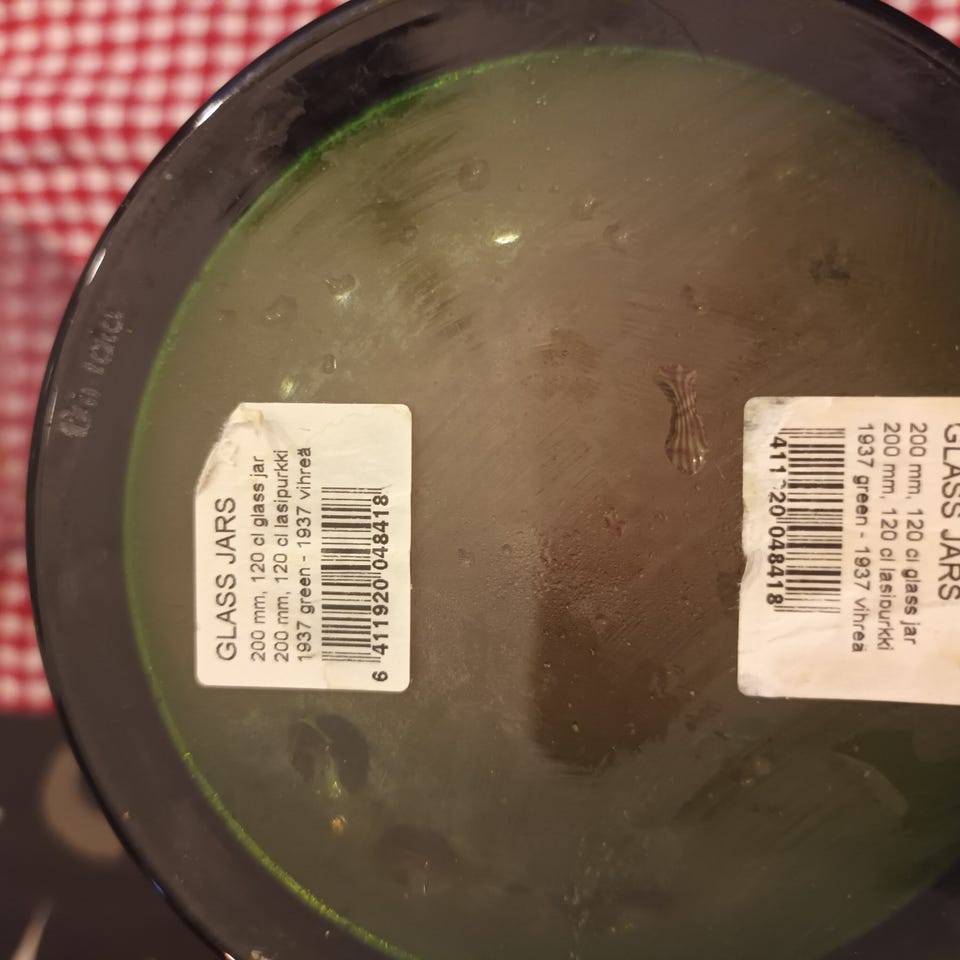 GLASS JARS
200 mm, 120 cl glass jar
200 mm, 120 cl lasipurkki
1937 green - 1937 vihreä
6 411920 048418
GLASS JARS
200 mm, 120 cl glass jar
200 mm, 120 cl lasipurkki
1937 green - 1937 vihreä
411 20 048418